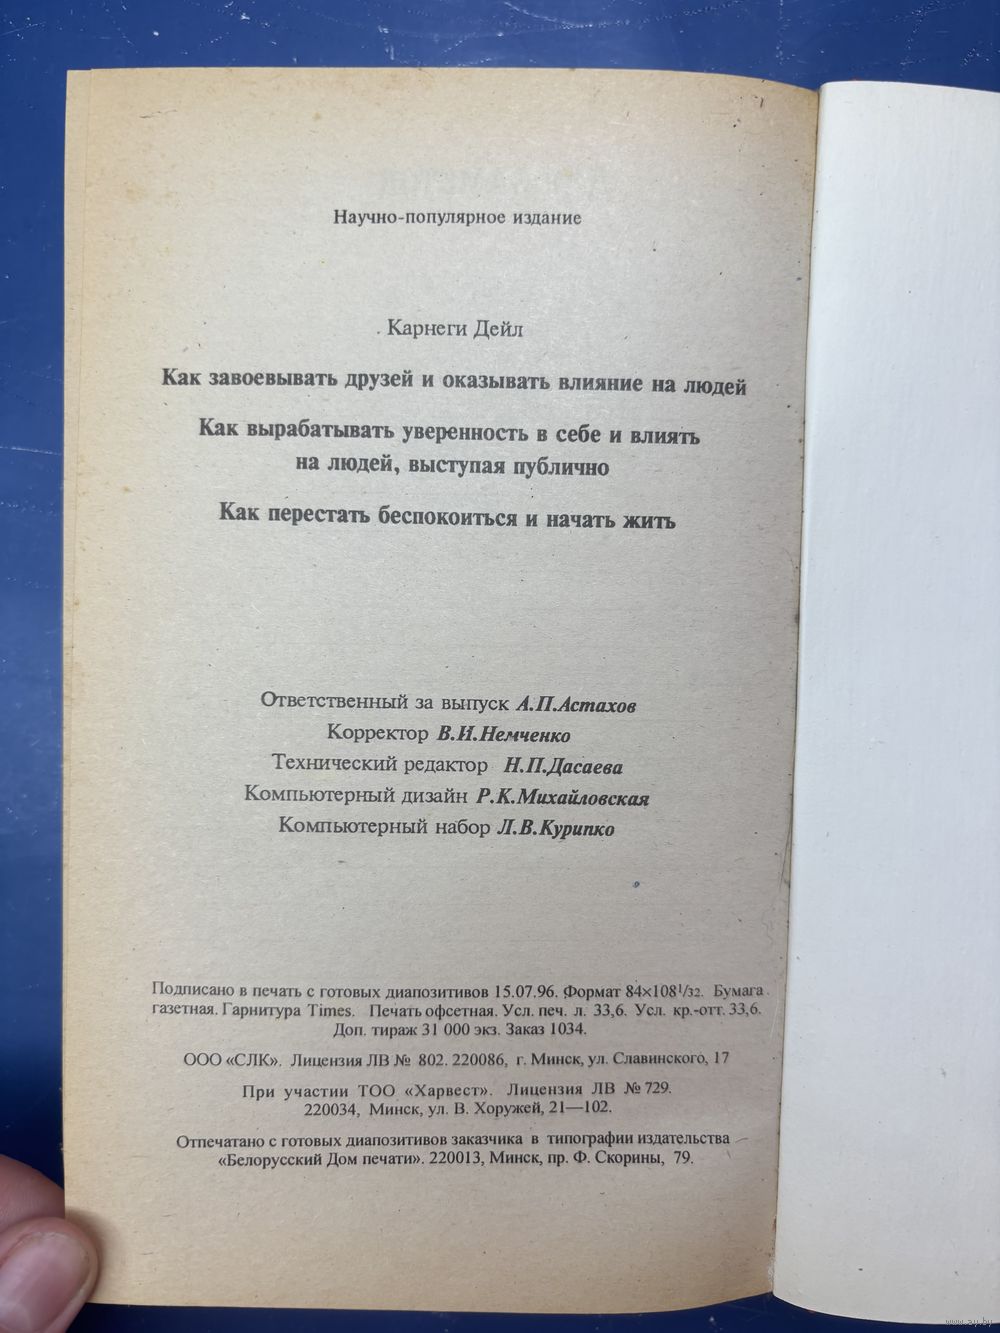 Научно-популярное издание
Карнеги Дейл
Как завоевывать друзей и оказывать влияние на людей
Как вырабатывать уверенность в себе и влиять
на людей, выступая публично
Как перестать беспокоиться и начать жить
Ответственный за выпуск А.П.Астахов
Корректор В.И.Немченко
Технический редактор Н.П.Дасаева
Компьютерный дизайн Р.К.Михайловская
Компьютерный набор Л.В.Курипко
Подписано в печать с готовых диапозитивов 15.07.96. Формат 84×108¹/32. Бумага
газетная. Гарнитура Times. Печать офсетная. Усл. печ. л. 33,6. Усл. кр.-отт. 33,6.
Доп. тираж 31 000 экз. Заказ 1034.
ООО «СЛК». Лицензия ЛВ № 802. 220086, г. Минск, ул. Славинского, 17
При участии ТОО «Харвест». Лицензия ЛВ № 729.
220034, Минск, ул. В. Хоружей, 21—102.
Отпечатано с готовых диапозитивов заказчика в типографии издательства
«Белорусский Дом печати». 220013, Минск, пр. Ф. Скорины, 79.
www.ay.by